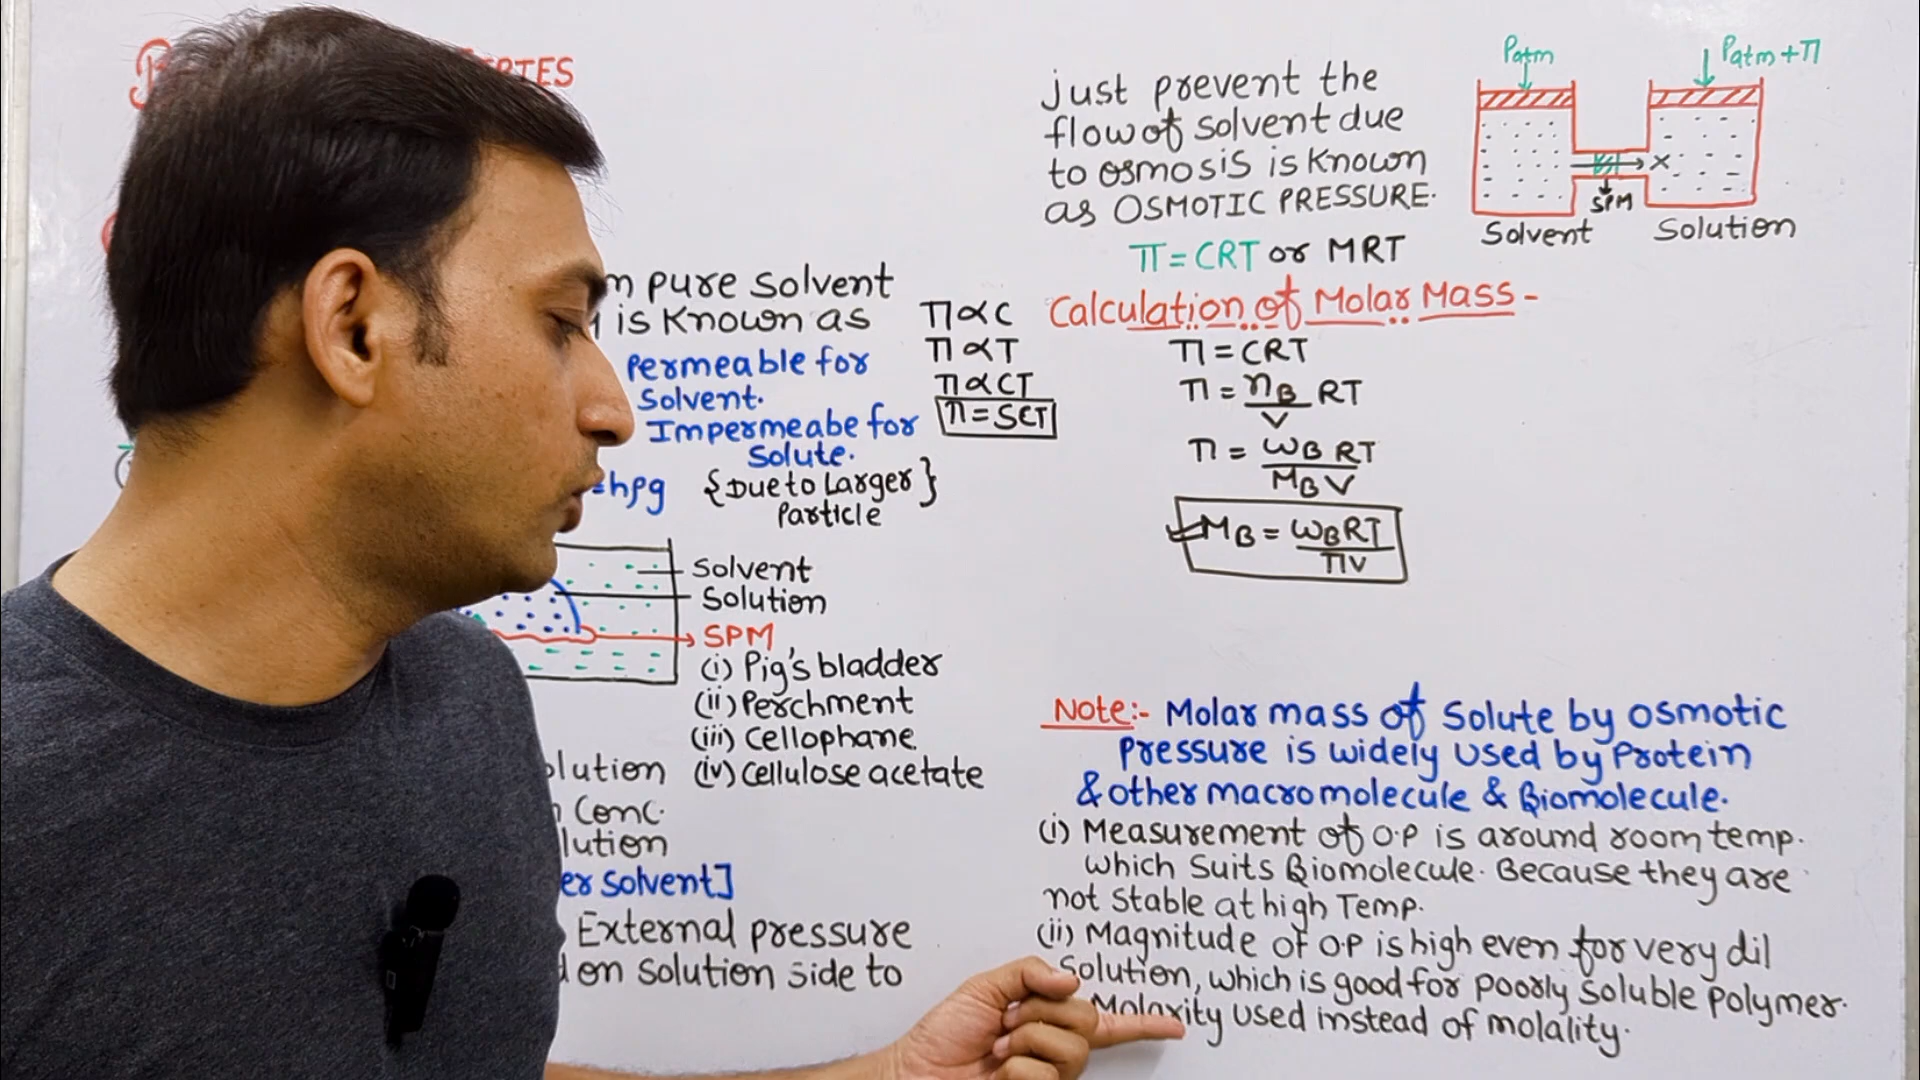 ERTIES
m pure solvent
is known as
permeable for
solvent.
Impermeabe for
solute.
=hρg {Due to Larger}
particle
π ∝ C
π ∝ T
π ∝ CT
π = SCT
Solvent
Solution
SPM
(i) Pig's bladder
(ii) Perchment
(iii) Cellophane
(iv) Cellulose acetate
olution
Conc.
lution
er solvent]
External pressure
on solution side to
just prevent the
flow of solvent due
to osmosis is known
as OSMOTIC PRESSURE.
π = CRT or MRT
Patm
Patm + π
SPM
Solvent
Solution
Calculation of Molar Mass -
π = CRT
π = nB/V RT
π = wB RT / MB V
MB = wB RT / πV
Note:- Molar mass of solute by osmotic
pressure is widely used by protein
& other macromolecule & Biomolecule.
(i) Measurement of O.P is around room temp.
which suits Biomolecule. Because they are
not stable at high Temp.
(ii) Magnitude of O.P is high even for very dil
solution, which is good for poorly soluble polymer.
Molarity used instead of molality.